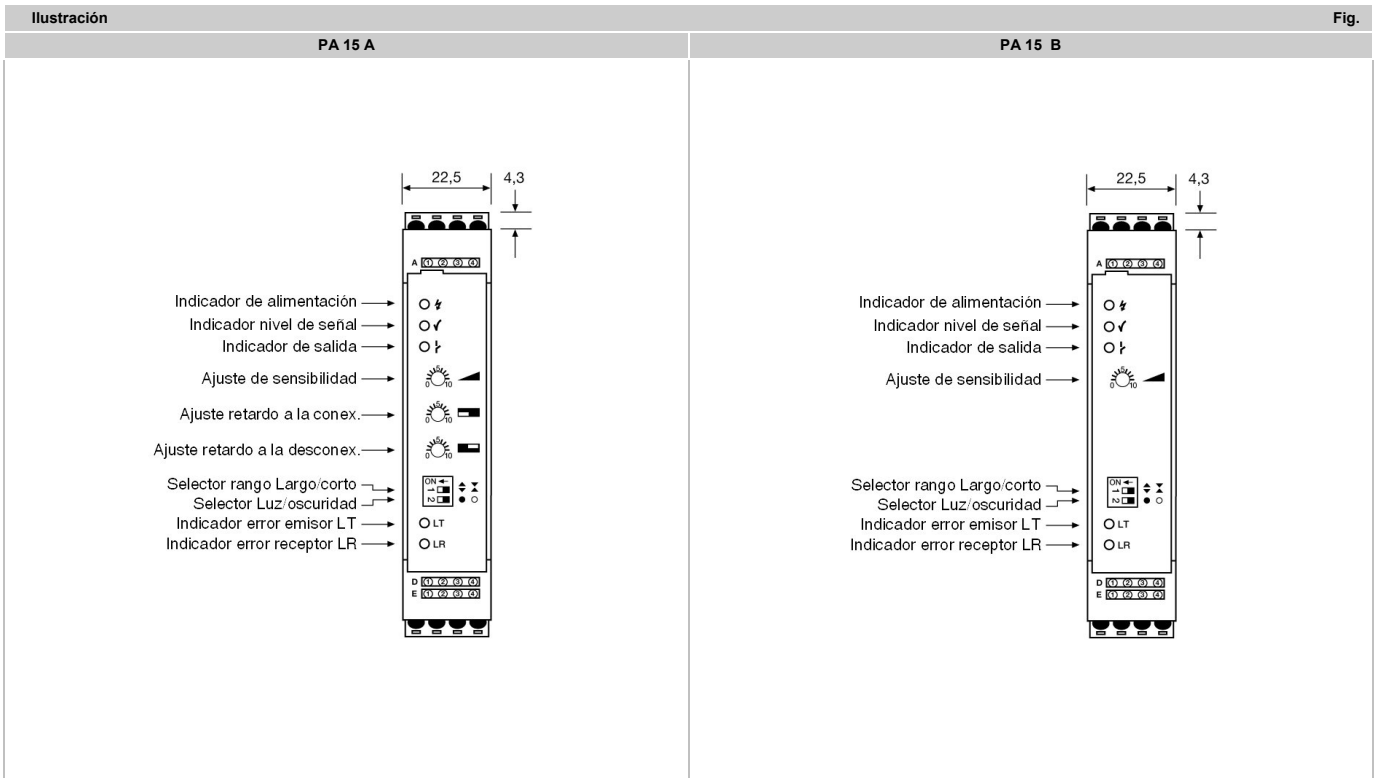 Ilustración Fig.
PA 15 A
22,5 4,3
A 1 2 3 4
Indicador de alimentación
Indicador nivel de señal
Indicador de salida
Ajuste de sensibilidad 0 5 10
Ajuste retardo a la conex. 0 5 10
Ajuste retardo a la desconex. 0 5 10
ON
Selector rango Largo/corto 1
Selector Luz/oscuridad 2
Indicador error emisor LT LT
Indicador error receptor LR LR
D 1 2 3 4
E 1 2 3 4
PA 15 B
22,5 4,3
A 1 2 3 4
Indicador de alimentación
Indicador nivel de señal
Indicador de salida
Ajuste de sensibilidad 0 5 10
ON
Selector rango Largo/corto 1
Selector Luz/oscuridad 2
Indicador error emisor LT LT
Indicador error receptor LR LR
D 1 2 3 4
E 1 2 3 4